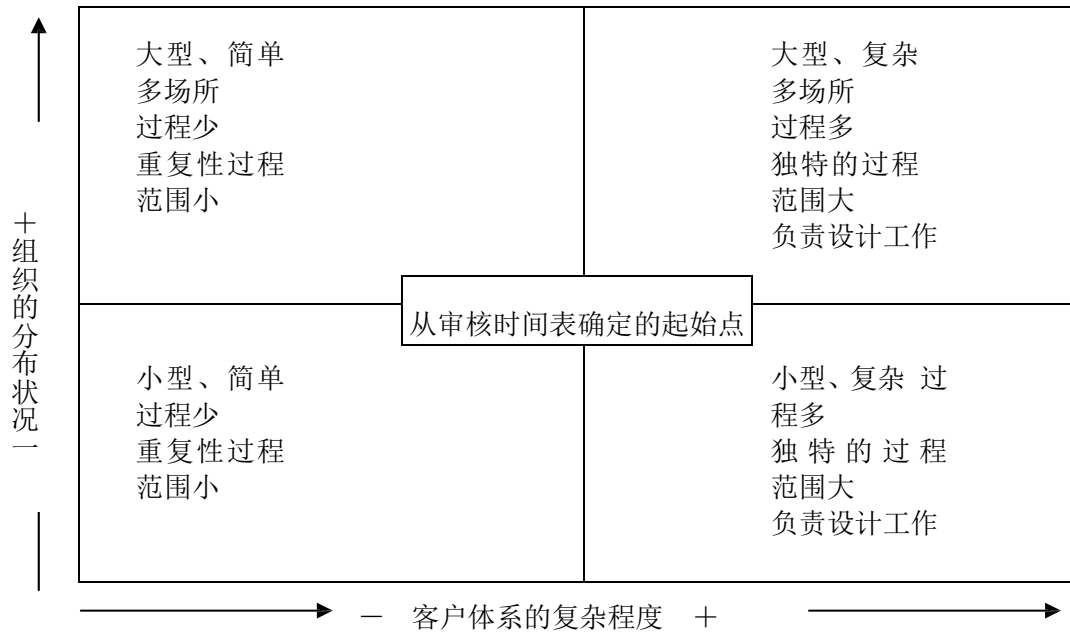 大型、简单
多场所
过程少
重复性过程
范围小
大型、复杂
多场所
过程多
独特的过程
范围大
负责设计工作
＋组织的分布状况一
从审核时间表确定的起始点
小型、简单
过程少
重复性过程
范围小
小型、复杂 过
程多
独特的过程
范围大
负责设计工作
－ 客户体系的复杂程度 ＋